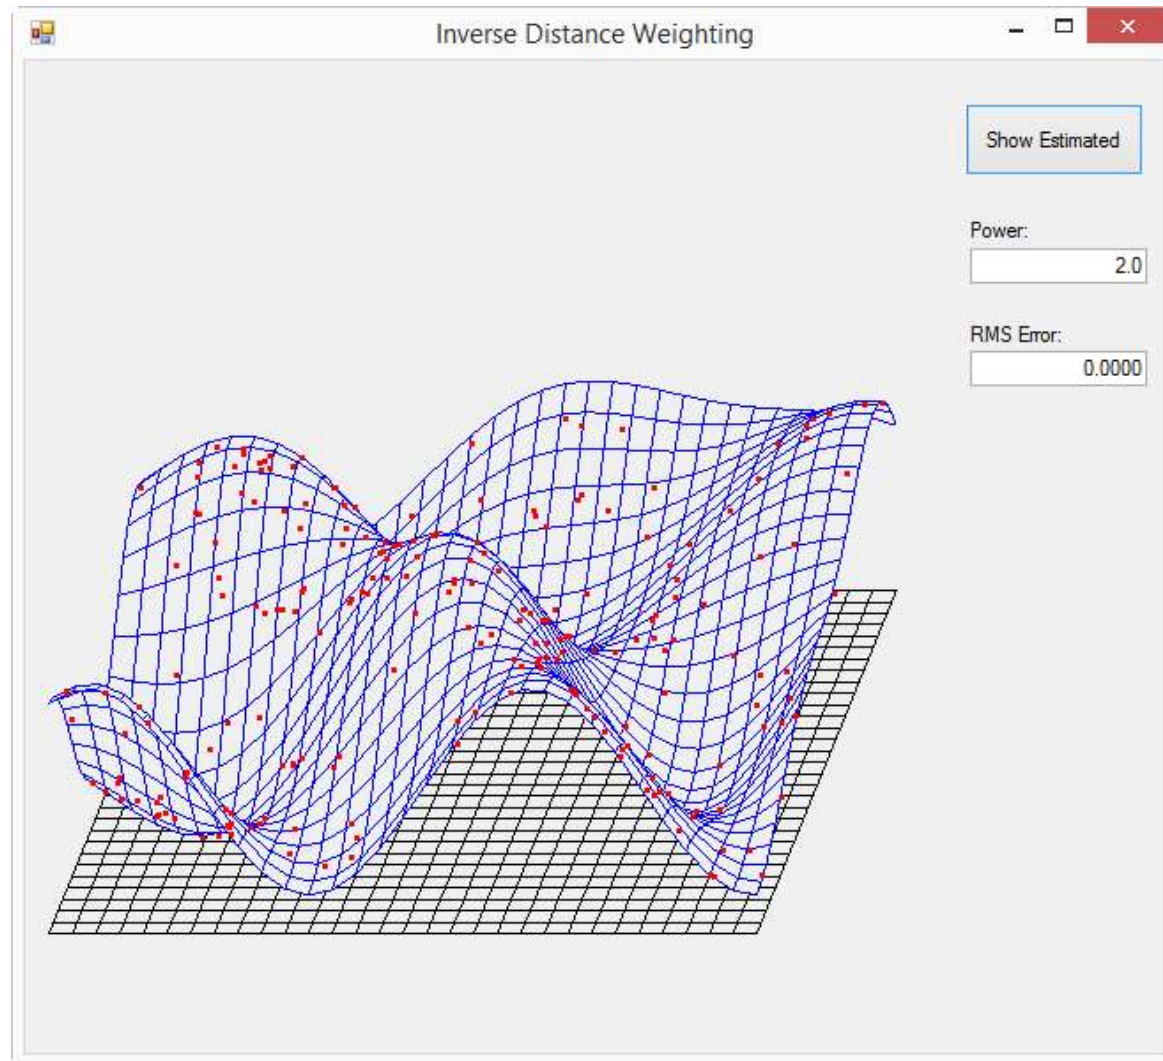 Inverse Distance Weighting
Show Estimated
Power:
2.0
RMS Error:
0.0000